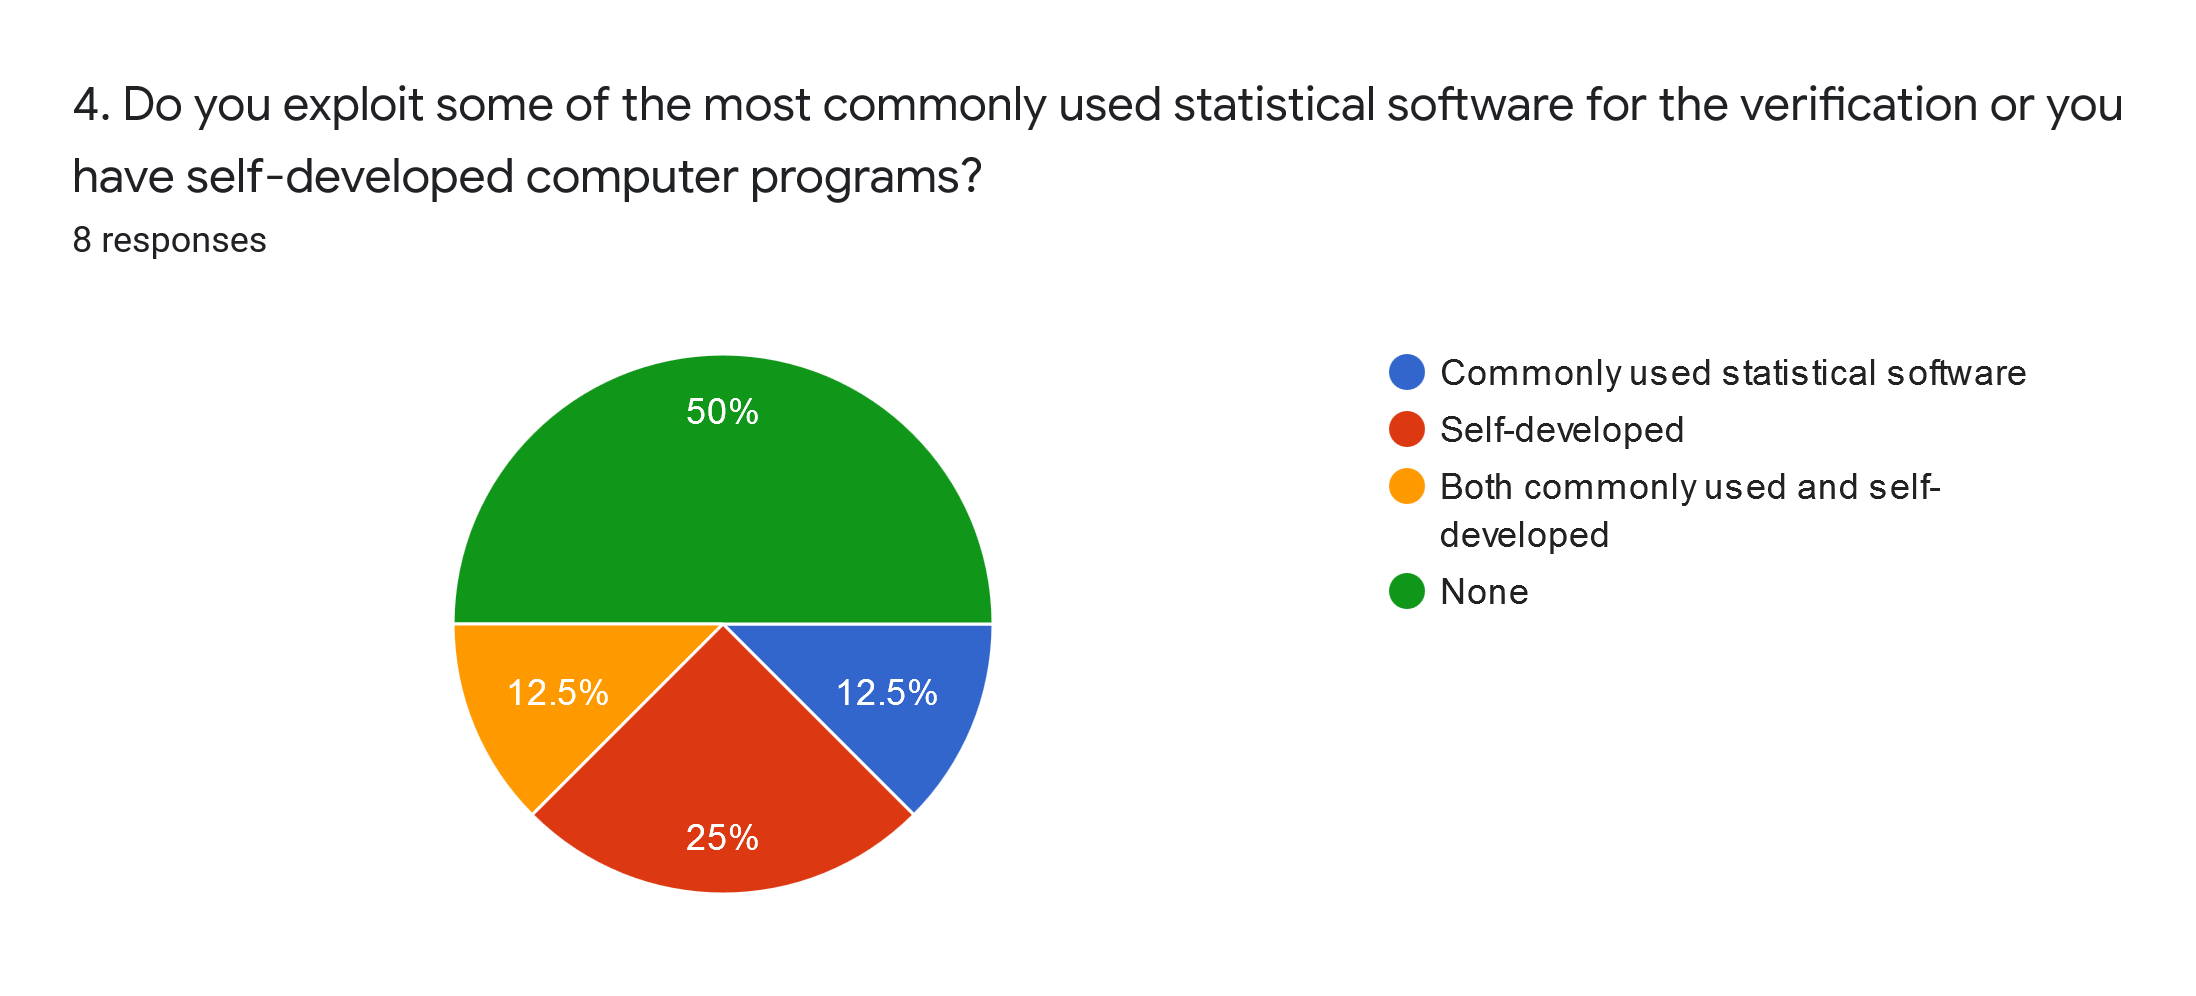 4. Do you exploit some of the most commonly used statistical software for the verification or you
have self-developed computer programs?
8 responses
50%
12.5%
12.5%
25%
Commonly used statistical software
Self-developed
Both commonly used and self-
developed
None